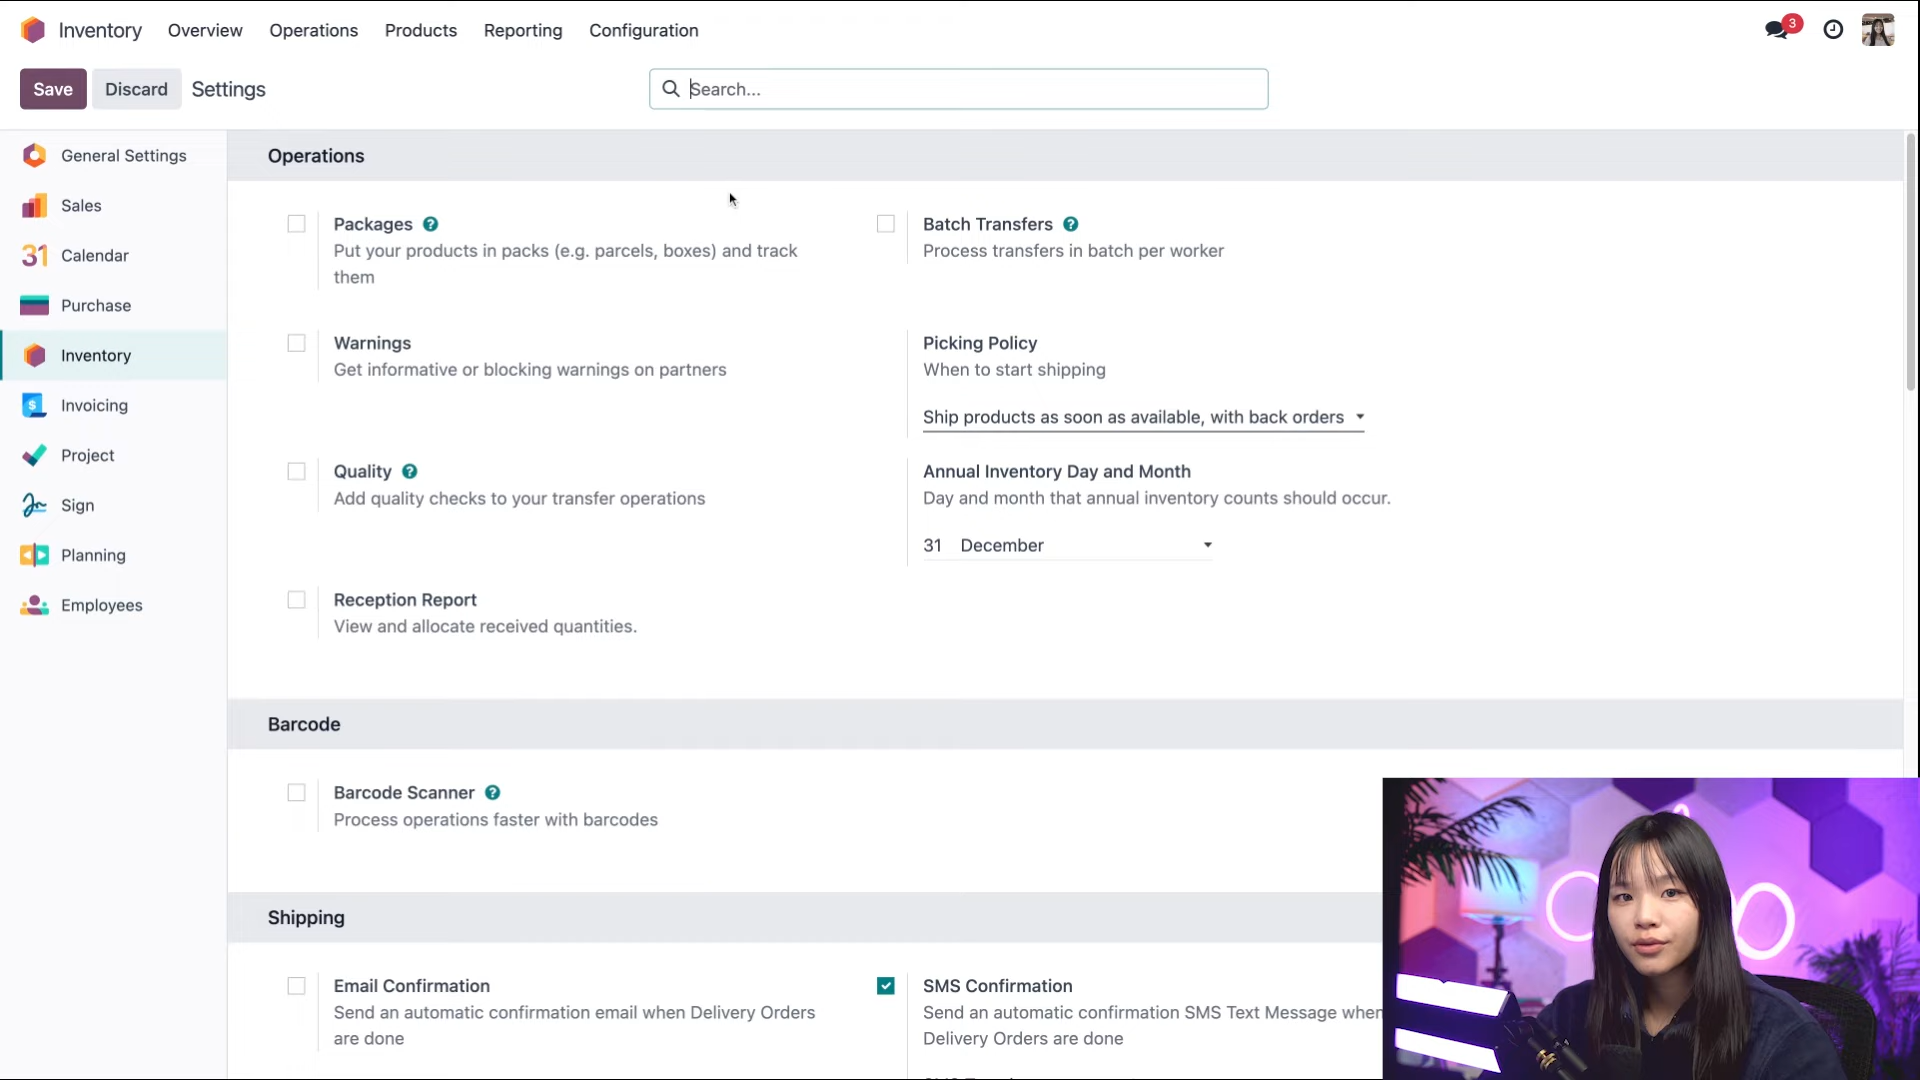 Inventory Overview Operations Products Reporting Configuration 3
Save Discard Settings Search...
General Settings
Sales
31 Calendar
Purchase
Inventory
$ Invoicing
Project
Sign
Planning
Employees
Operations
Packages ?
Put your products in packs (e.g. parcels, boxes) and track
them
Batch Transfers ?
Process transfers in batch per worker
Warnings
Get informative or blocking warnings on partners
Picking Policy
When to start shipping
Ship products as soon as available, with back orders
Quality ?
Add quality checks to your transfer operations
Annual Inventory Day and Month
Day and month that annual inventory counts should occur.
31 December
Reception Report
View and allocate received quantities.
Barcode
Barcode Scanner ?
Process operations faster with barcodes
Shipping
Email Confirmation
Send an automatic confirmation email when Delivery Orders
are done
SMS Confirmation
Send an automatic confirmation SMS Text Message when
Delivery Orders are done